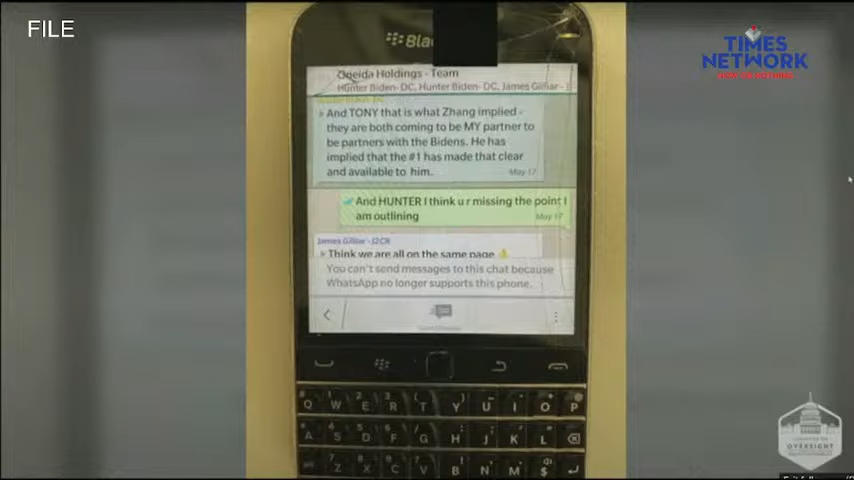 FILE
TIMES
NETWORK
Bla
Oneida Holdings - Team
Hunter Biden- DC, Hunter Biden- DC, James Gilliar -
» And TONY that is what Zhang implied -
they are both coming to be MY partner to
be partners with the Bidens. He has
implied that the #1 has made that clear
and available to him.
May 17
And HUNTER I think u r missing the point I
am outlining
May 17
James Gilliar - J2CR
» Think we are all on the same page 👍
You can't send messages to this chat because
WhatsApp no longer supports this phone.
Q W E R T Y U I O P
A S D F G H J K L
Z X C V B N M $
OVERSIGHT